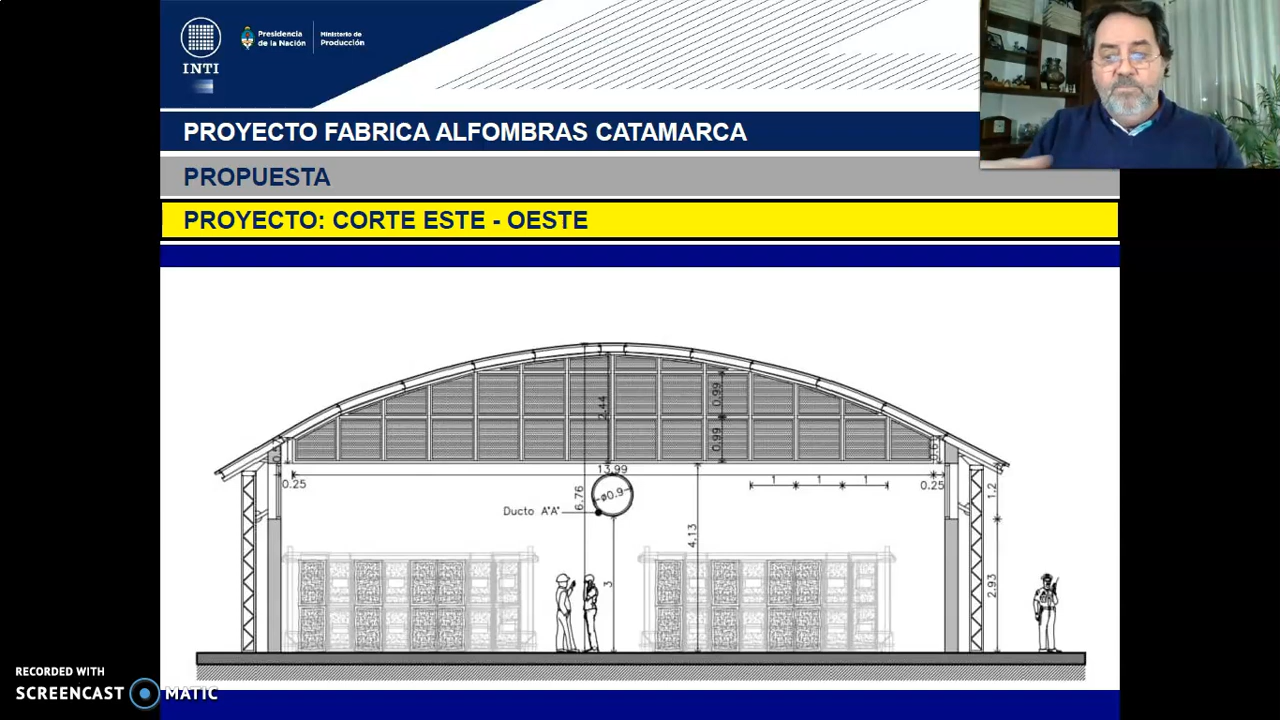 INTI
Presidencia
de la Nación
Ministerio de
Producción
PROYECTO FABRICA ALFOMBRAS CATAMARCA
PROPUESTA
PROYECTO: CORTE ESTE - OESTE
0.99
2.44
0.99
13.99
0.25
1
1
1
0.25
1.2
6.76
ø0.9
Ducto A"A"
4.13
3
2.93
RECORDED WITH
SCREENCAST MATIC